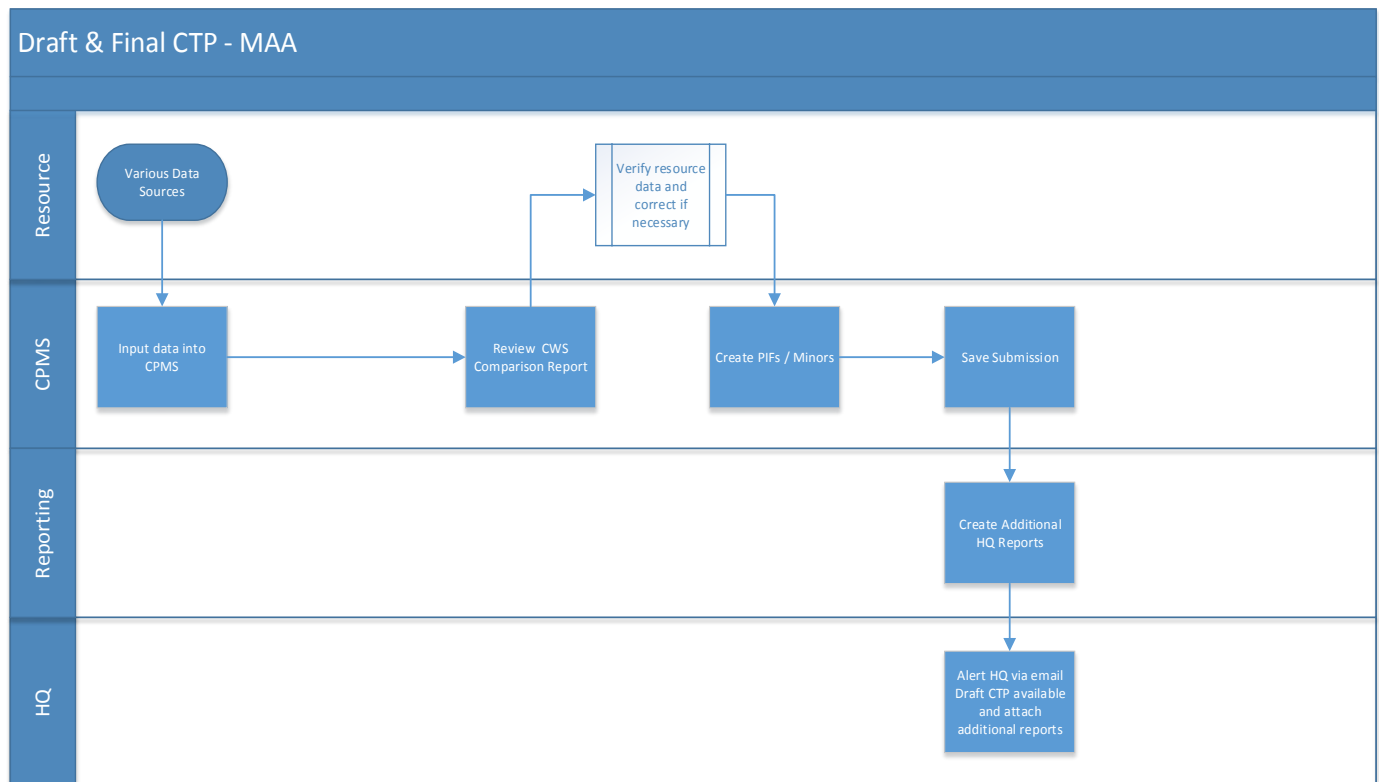 Draft & Final CTP - MAA
Resource
Various Data
Sources
Verify resource
data and
correct if
necessary
CPMS
Input data into
CPMS
Review CWS
Comparison Report
Create PIFs / Minors
Save Submission
Reporting
Create Additional
HQ Reports
HQ
Alert HQ via email
Draft CTP available
and attach
additional reports